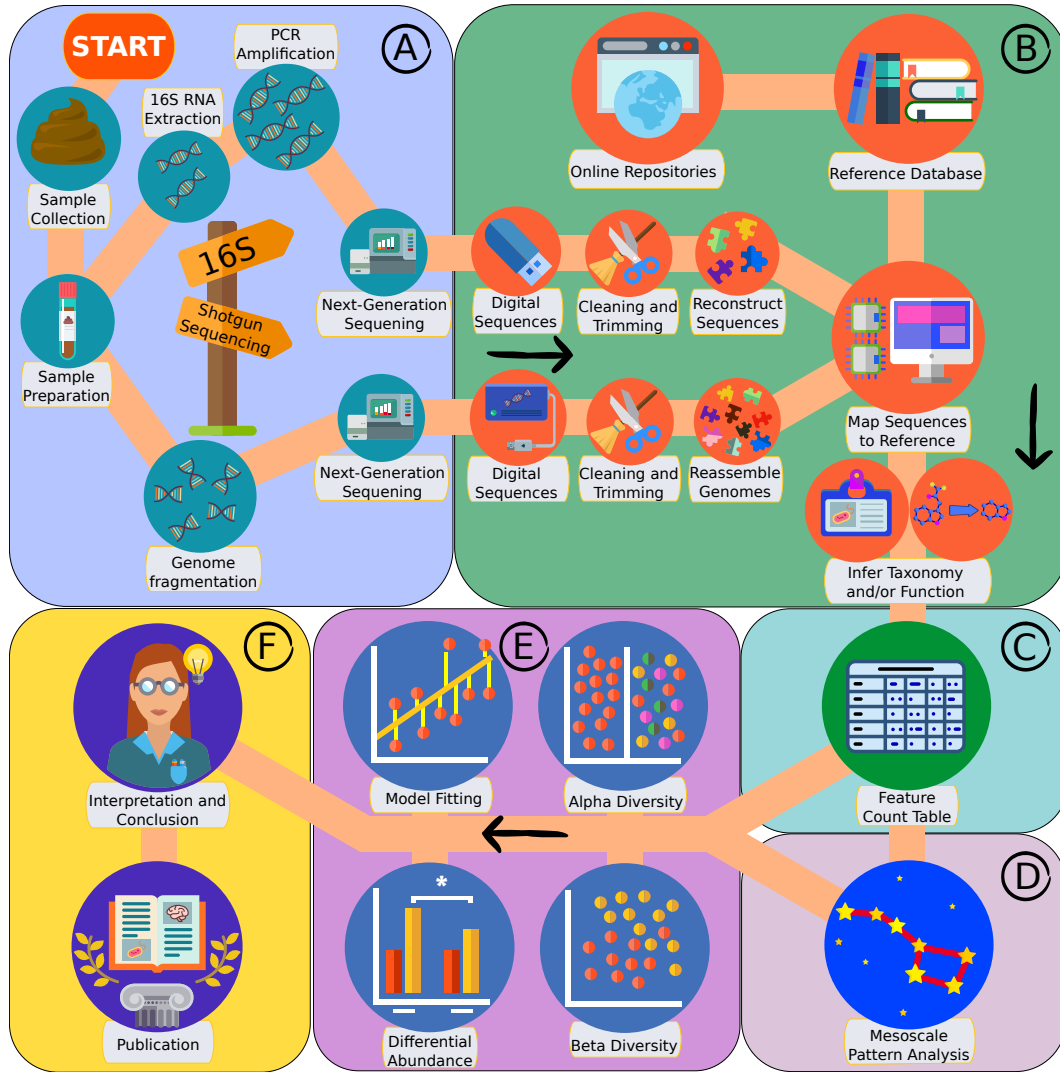 START
A
PCR
Amplification
16S RNA
Extraction
Sample
Collection
16S
Shotgun
Sequencing
Next-Generation
Sequening
Sample
Preparation
Next-Generation
Sequening
Genome
fragmentation
B
Online Repositories
Reference Database
Digital
Sequences
Cleaning and
Trimming
Reconstruct
Sequences
Map Sequences
to Reference
Digital
Sequences
Cleaning and
Trimming
Reassemble
Genomes
Infer Taxonomy
and/or Function
C
Feature
Count Table
D
Mesoscale
Pattern Analysis
E
Model Fitting
Alpha Diversity
*
Differential
Abundance
Beta Diversity
F
Interpretation and
Conclusion
Publication